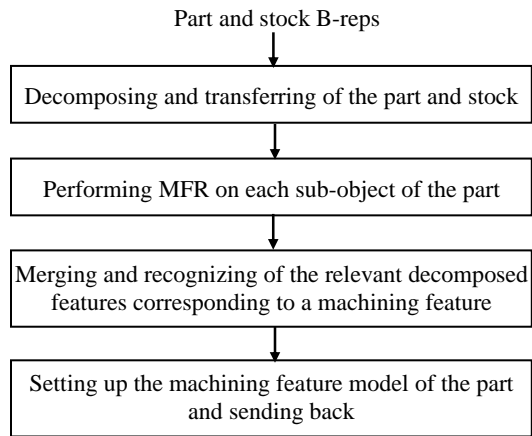 Part and stock B-reps
Decomposing and transferring of the part and stock
Performing MFR on each sub-object of the part
Merging and recognizing of the relevant decomposed
features corresponding to a machining feature
Setting up the machining feature model of the part
and sending back